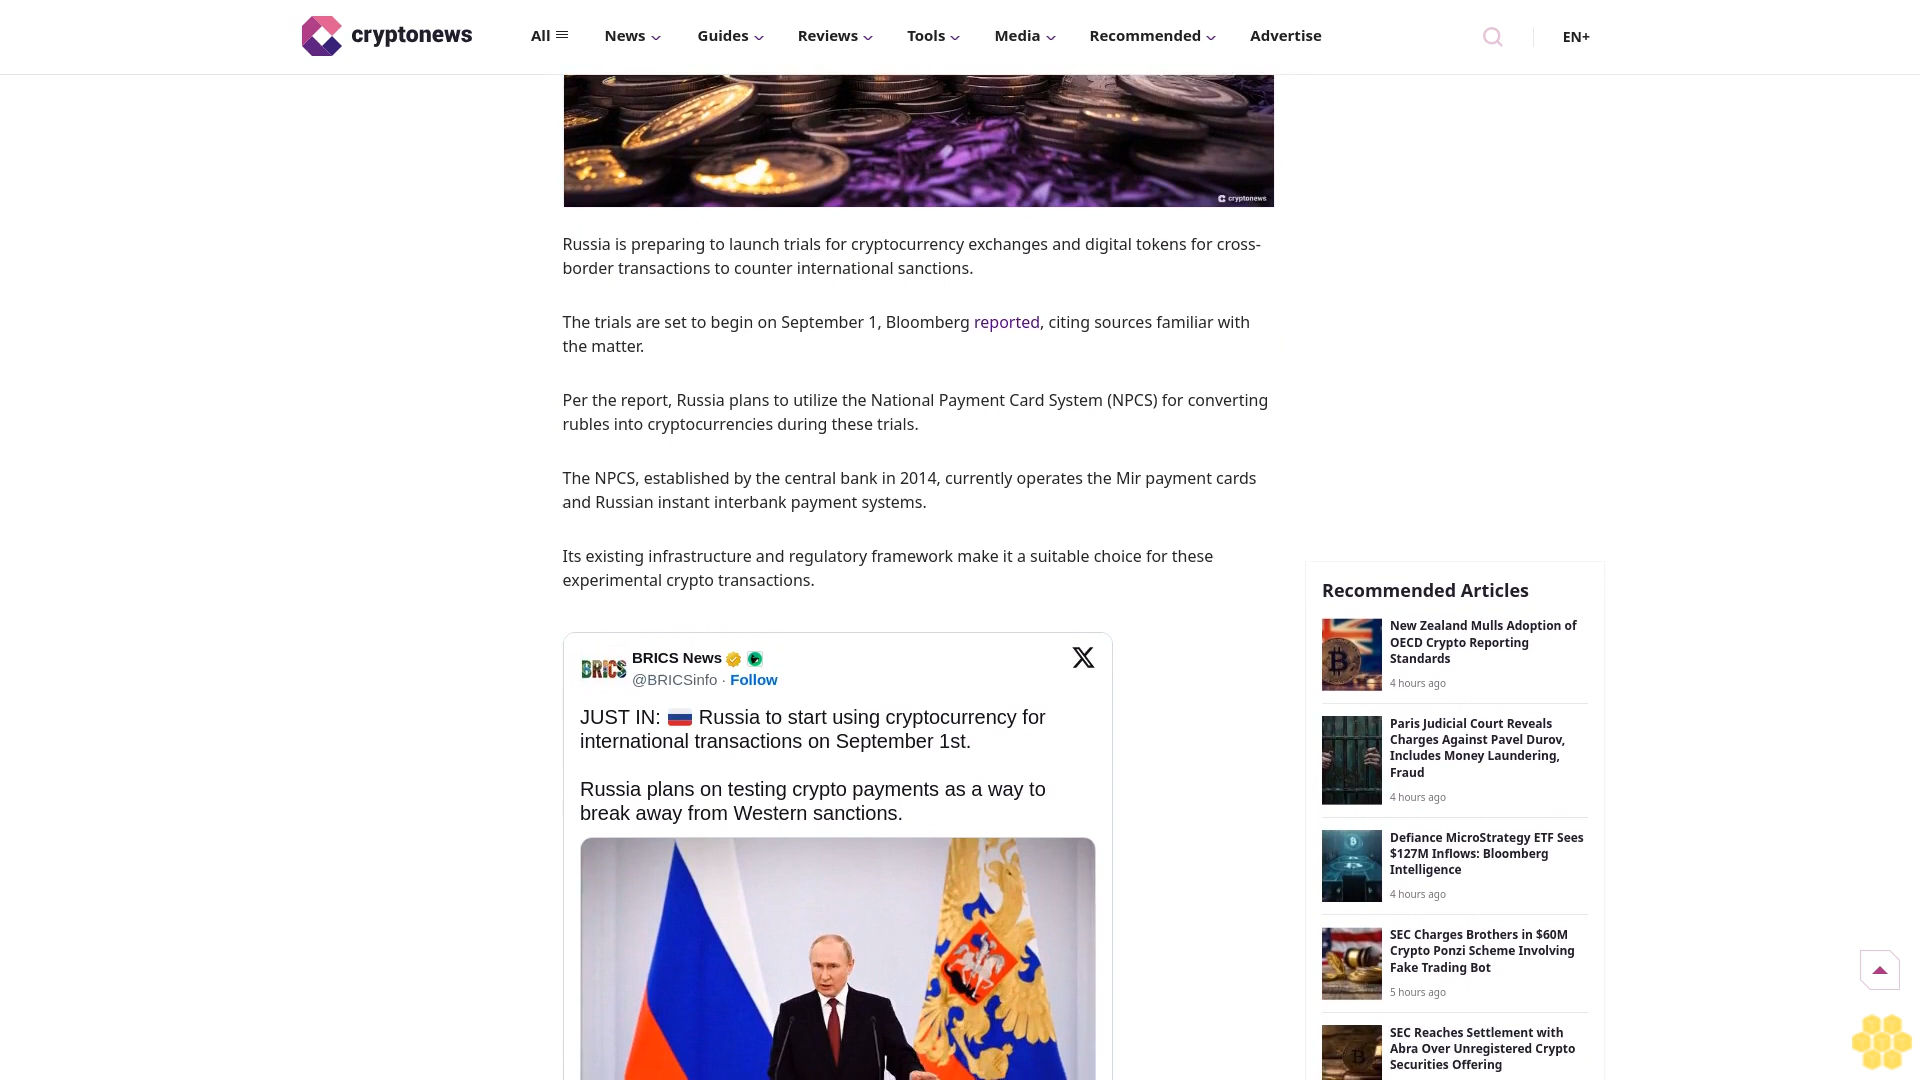 cryptonews
All
News
Guides
Reviews
Tools
Media
Recommended
Advertise
EN+
cryptonews
Russia is preparing to launch trials for cryptocurrency exchanges and digital tokens for cross-
border transactions to counter international sanctions.
The trials are set to begin on September 1, Bloomberg reported, citing sources familiar with
the matter.
Per the report, Russia plans to utilize the National Payment Card System (NPCS) for converting
rubles into cryptocurrencies during these trials.
The NPCS, established by the central bank in 2014, currently operates the Mir payment cards
and Russian instant interbank payment systems.
Its existing infrastructure and regulatory framework make it a suitable choice for these
experimental crypto transactions.
BRICS
BRICS News
@BRICSinfo · Follow
JUST IN: 🇷🇺 Russia to start using cryptocurrency for
international transactions on September 1st.
Russia plans on testing crypto payments as a way to
break away from Western sanctions.
Recommended Articles
New Zealand Mulls Adoption of
OECD Crypto Reporting
Standards
4 hours ago
Paris Judicial Court Reveals
Charges Against Pavel Durov,
Includes Money Laundering,
Fraud
4 hours ago
Defiance MicroStrategy ETF Sees
$127M Inflows: Bloomberg
Intelligence
4 hours ago
SEC Charges Brothers in $60M
Crypto Ponzi Scheme Involving
Fake Trading Bot
5 hours ago
SEC Reaches Settlement with
Abra Over Unregistered Crypto
Securities Offering